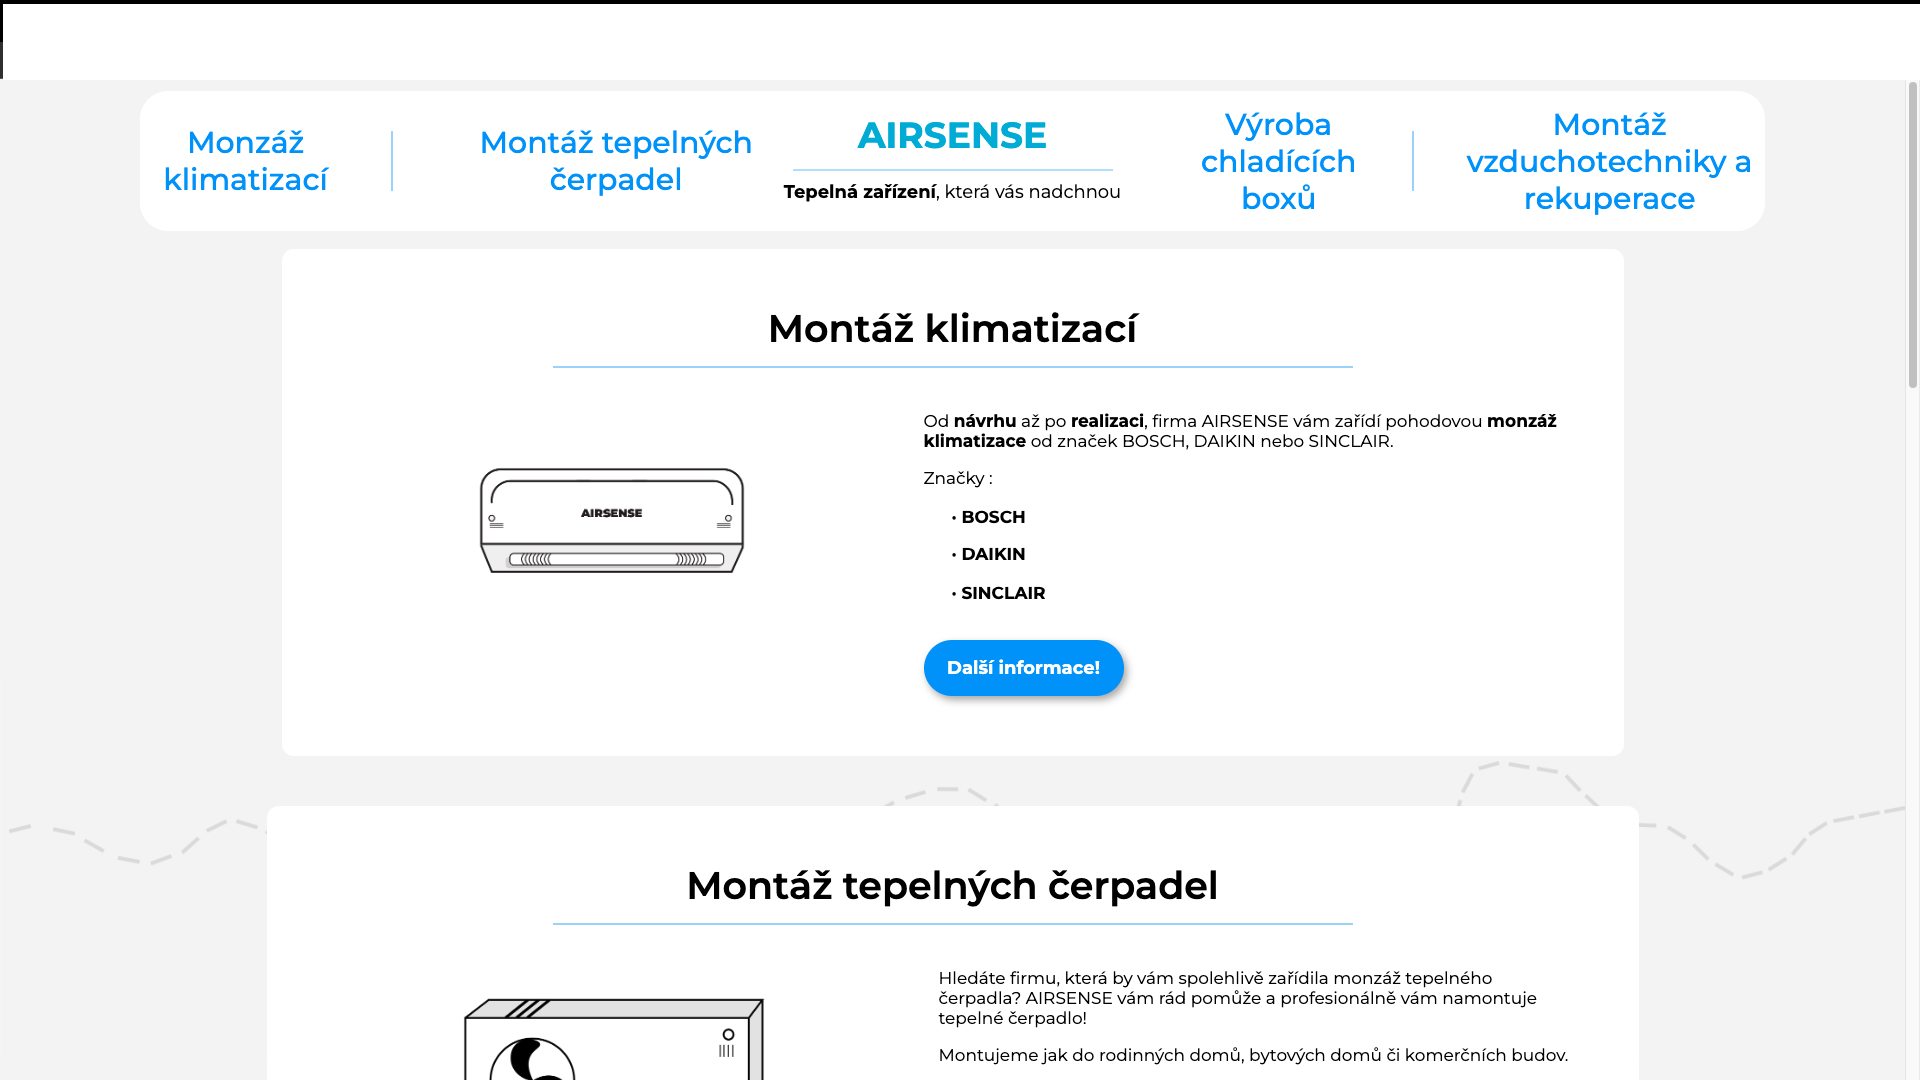 Monzáž
klimatizací
Montáž tepelných
čerpadel
AIRSENSE
Tepelná zařízení, která vás nadchnou
Výroba
chladících
boxů
Montáž
vzduchotechniky a
rekuperace
Montáž klimatizací
AIRSENSE
Od návrhu až po realizaci, firma AIRSENSE vám zařídí pohodovou monzáž
klimatizace od značek BOSCH, DAIKIN nebo SINCLAIR.
Značky :
• BOSCH
• DAIKIN
• SINCLAIR
Další informace!
Montáž tepelných čerpadel
Hledáte firmu, která by vám spolehlivě zařídila monzáž tepelného
čerpadla? AIRSENSE vám rád pomůže a profesionálně vám namontuje
tepelné čerpadlo!
Montujeme jak do rodinných domů, bytových domů či komerčních budov.